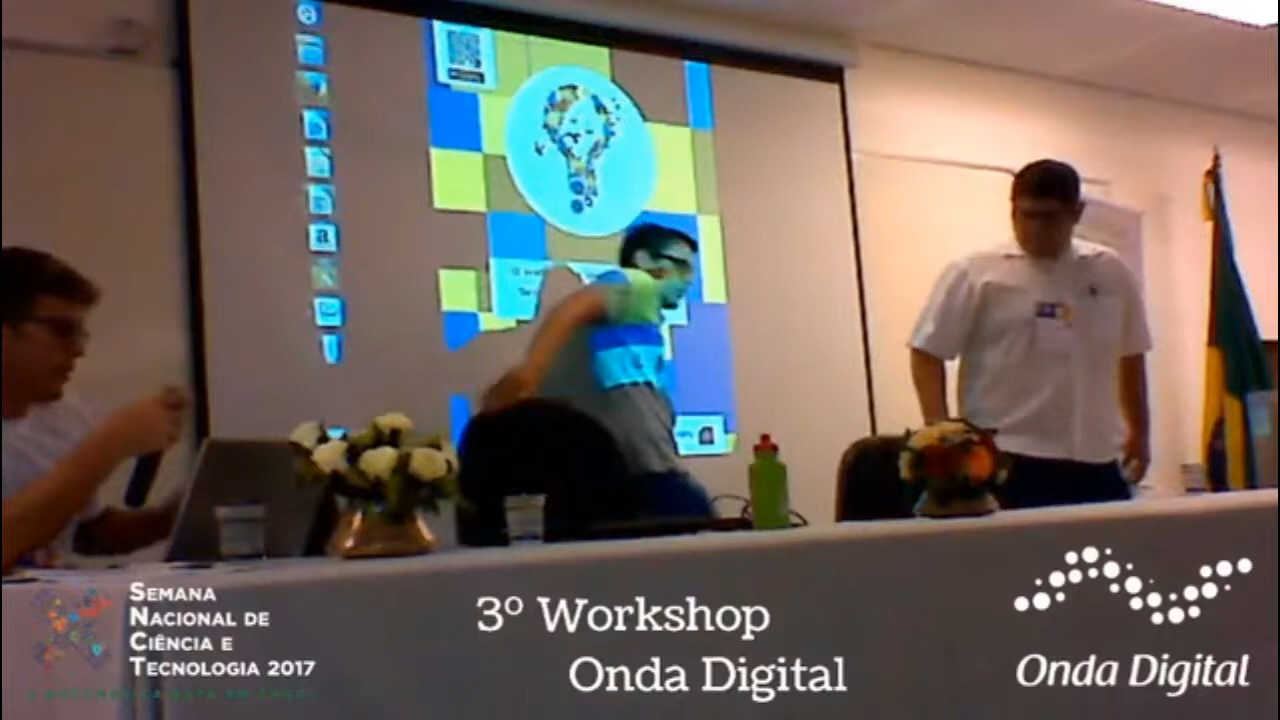 a
SEMANA
NACIONAL DE
CIÊNCIA E
TECNOLOGIA 2017
3º Workshop
Onda Digital
Onda Digital